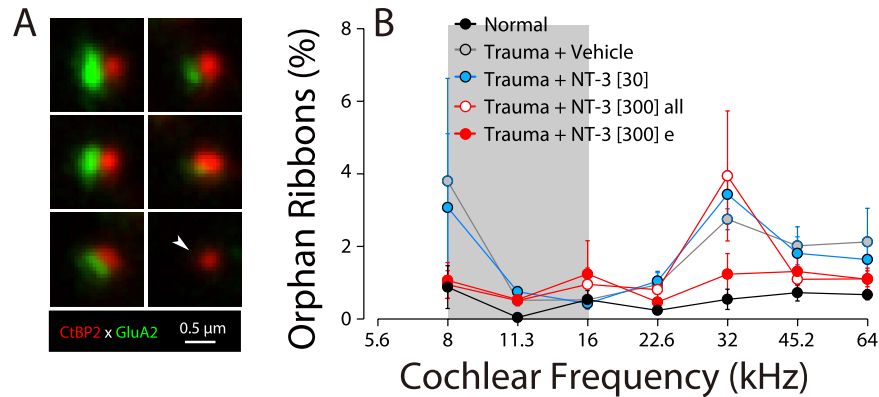 A
CtBP2 x GluA2
0.5 μm
B
Orphan Ribbons (%)
8
6
4
2
0
Normal
Trauma + Vehicle
Trauma + NT-3 [30]
Trauma + NT-3 [300] all
Trauma + NT-3 [300] e
5.6 8 11.3 16 22.6 32 45.2 64
Cochlear Frequency (kHz)